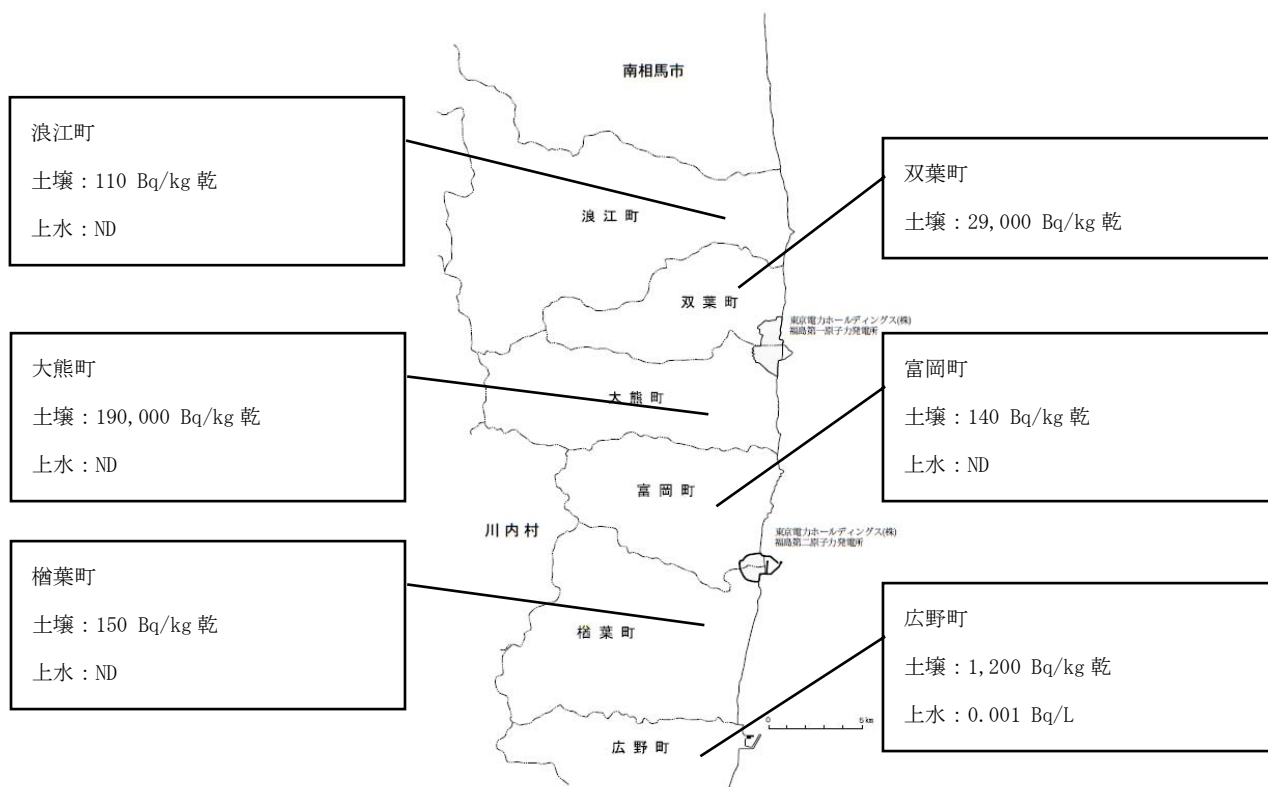 南相馬市
浪江町
土壌：110 Bq/kg 乾
上水：ND
双葉町
土壌：29,000 Bq/kg 乾
浪江町
双葉町
東京電力ホールディングス(株)
福島第一原子力発電所
大熊町
土壌：190,000 Bq/kg 乾
上水：ND
富岡町
土壌：140 Bq/kg 乾
上水：ND
大熊町
富岡町
川内村
東京電力ホールディングス(株)
福島第二原子力発電所
楢葉町
土壌：150 Bq/kg 乾
上水：ND
広野町
土壌：1,200 Bq/kg 乾
上水：0.001 Bq/L
楢葉町
0 5km
広野町